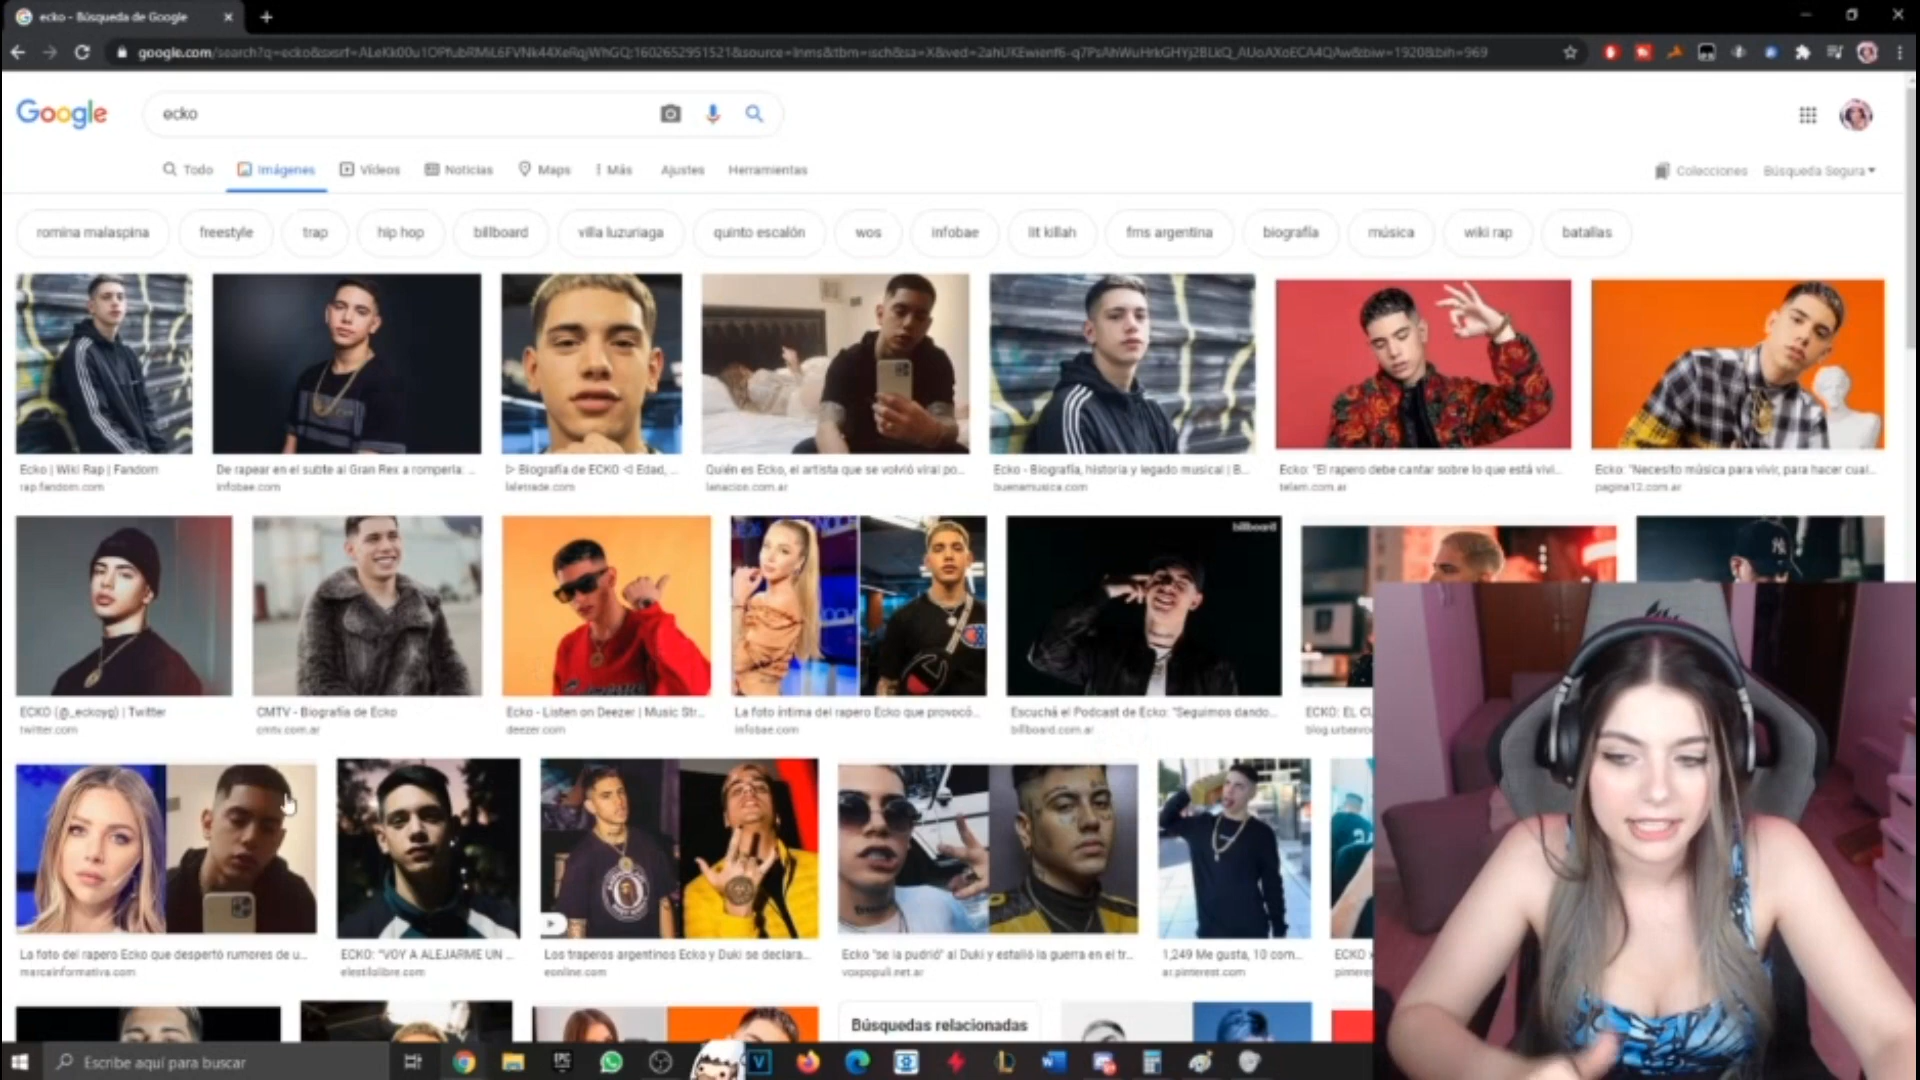 ecko - Búsqueda de Google
Google
ecko
Todo
Imágenes
Vídeos
Noticias
Maps
Más
Ajustes
Herramientas
Colecciones
Búsqueda Segura
romina malaspina
freestyle
trap
hip hop
billboard
villa luzuriaga
quinto escalón
wos
infobae
lit killah
fms argentina
biografía
música
wiki rap
batallas
Ecko | Wiki Rap | Fandom
rap.fandom.com
De rapear en el subte al Gran Rex a romperla: ...
infobae.com
▷ Biografía de ECKO ◁ Edad, ...
laletrade.com
Quién es Ecko, el artista que se volvió viral po...
lanacion.com.ar
Ecko - Biografía, historia y legado musical | B...
buenamusica.com
Ecko: "El rapero debe cantar sobre lo que está vivi...
telam.com.ar
Ecko: "Necesito música para vivir, para hacer cual...
pagina12.com.ar
billboard
ECKO (@_eckoyg) | Twitter
twitter.com
CMTV - Biografía de Ecko
cmtv.com.ar
Ecko - Listen on Deezer | Music Str...
deezer.com
La foto íntima del rapero Ecko que provocó...
infobae.com
Escuchá el Podcast de Ecko: "Seguimos dando...
billboard.com.ar
ECKO: EL
La foto del rapero Ecko que despertó rumores de u...
marcainformativa.com
ECKO: "VOY A ALEJARME UN ...
elestilolibre.com
Los traperos argentinos Ecko y Duki se declara...
eonline.com
Ecko "se la pudrió" al Duki y estalló la guerra en el tr...
voxpopuli.net.ar
1,249 Me gusta, 10 com...
ar.pinterest.com
ECKO
Búsquedas relacionadas
Escribe aquí para buscar